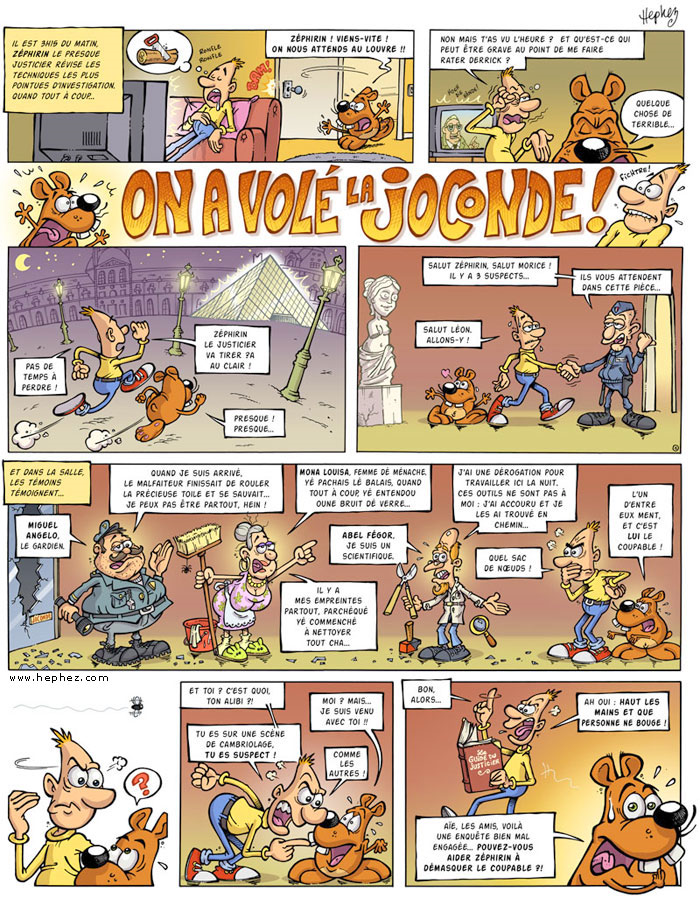 Hephez
IL EST 3H15 DU MATIN,
ZÉPHIRIN LE PRESQUE
JUSTICIER RÉVISE LES
TECHNIQUES LES PLUS
POINTUES D'INVESTIGATION,
QUAND TOUT À COUP...
RONFLE
RONFLE
BAM!
ZÉPHIRIN ! VIENS-VITE !
ON NOUS ATTENDS AU LOUVRE !!
NON MAIS T'AS VU L'HEURE ? ET QU'EST-CE QUI
PEUT ÊTRE GRAVE AU POINT DE ME FAIRE
RATER DERRICK ?
QUELQUE
CHOSE DE
TERRIBLE...
ON A VOLÉ LA JOCONDE !
FICHTRE!
PAS DE
TEMPS À
PERDRE !
ZÉPHIRIN
LE JUSTICIER
VA TIRER ?A
AU CLAIR !
PRESQUE !
PRESQUE...
SALUT ZÉPHIRIN, SALUT MORICE !
IL Y A 3 SUSPECTS...
ILS VOUS ATTENDENT
DANS CETTE PIÈCE...
SALUT LÉON,
ALLONS-Y !
ET DANS LA SALLE,
LES TÉMOINS
TÉMOIGNENT...
MIGUEL
ANGELO,
LE GARDIEN.
QUAND JE SUIS ARRIVÉ,
LE MALFAITEUR FINISSAIT DE ROULER
LA PRÉCIEUSE TOILE ET SE SAUVAIT...
JE PEUX PAS ÊTRE PARTOUT, HEIN !
MONA LOUISA, FEMME DE MÉNACHE,
YÉ PACHAIS LÉ BALAIS, QUAND
TOUT À COUP, YÉ ENTENDOU
OUNE BRUIT DE VERRE...
IL Y A
MES EMPREINTES
PARTOUT, PARCHÉQUÉ
YÉ COMMENCHÉ
À NETTOYER
TOUT CHA...
J'AI UNE DÉROGATION POUR
TRAVAILLER ICI LA NUIT.
CES OUTILS NE SONT PAS À
MOI : J'AI ACCOURU ET JE
LES AI TROUVÉ EN
CHEMIN...
ABEL FÉGOR,
JE SUIS UN
SCIENTIFIQUE.
QUEL SAC
DE NŒUDS !
L'UN
D'ENTRE
EUX MENT,
ET C'EST
LUI LE
COUPABLE !
www.hephez.com
?
ET TOI ? C'EST QUOI,
TON ALIBI ?!
MOI ? MAIS...
JE SUIS VENU
AVEC TOI !!
TU ES SUR UNE SCÈNE
DE CAMBRIOLAGE,
TU ES SUSPECT !
COMME
LES
AUTRES !
BON,
ALORS...
LE
GUIDE DU
JUSTICIER
AH OUI : HAUT LES
MAINS ET QUE
PERSONNE NE BOUGE !
AÏE, LES AMIS, VOILÀ
UNE ENQUÊTE BIEN MAL
ENGAGÉE... POUVEZ-VOUS
AIDER ZÉPHIRIN À
DÉMASQUER LE COUPABLE ?!